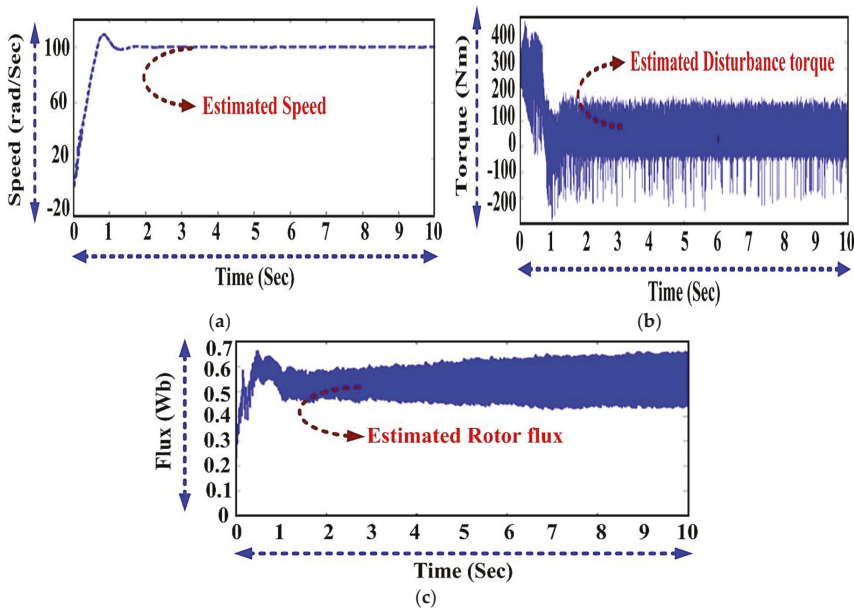 Speed (rad/Sec)
100
60
20
-20
Estimated Speed
0 1 2 3 4 5 6 7 8 9 10
Time (Sec)
(a)
Torque (Nm)
400
300
200
100
0
-100
-200
Estimated Disturbance torque
0 1 2 3 4 5 6 7 8 9 10
Time (Sec)
(b)
Flux (Wb)
0.7
0.6
0.5
0.4
0.3
0.2
0.1
0
Estimated Rotor flux
0 1 2 3 4 5 6 7 8 9 10
Time (Sec)
(c)